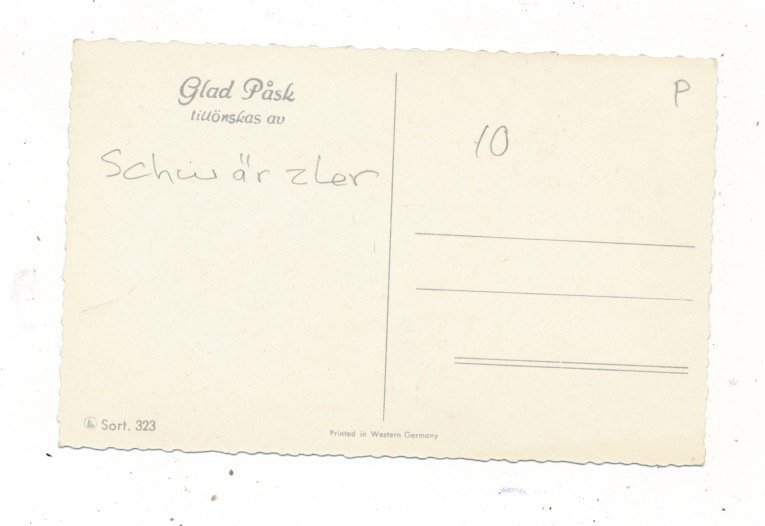 Glad Påsk
tillönskas av
Schwärzler
P
10
Sort. 323
Printed in Western Germany